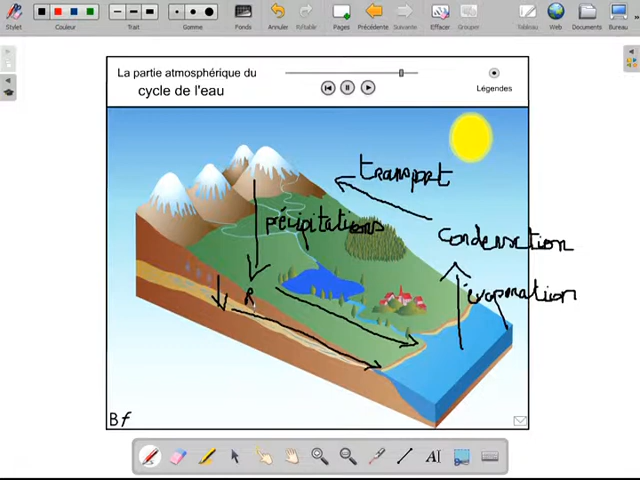 Stylet
Couleur
Trait
Gomme
Fonds
Annuler
Refaire
Pages
Précédente
Suivante
Effacer
Grouper
Tableau
Web
Documents
Bureau
La partie atmosphérique du
cycle de l'eau
Légendes
transport
précipitations
condensation
évaporation
R
Bf
AI